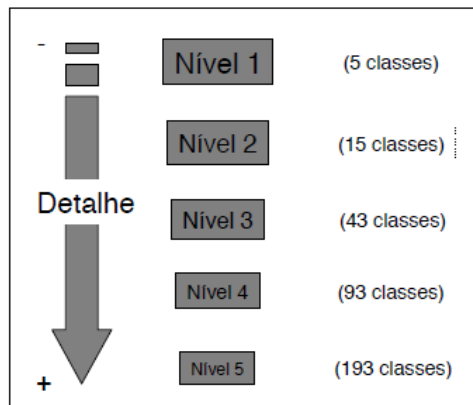 -
Nível 1 (5 classes)
Nível 2 (15 classes)
Detalhe
Nível 3 (43 classes)
Nível 4 (93 classes)
Nível 5 (193 classes)
+